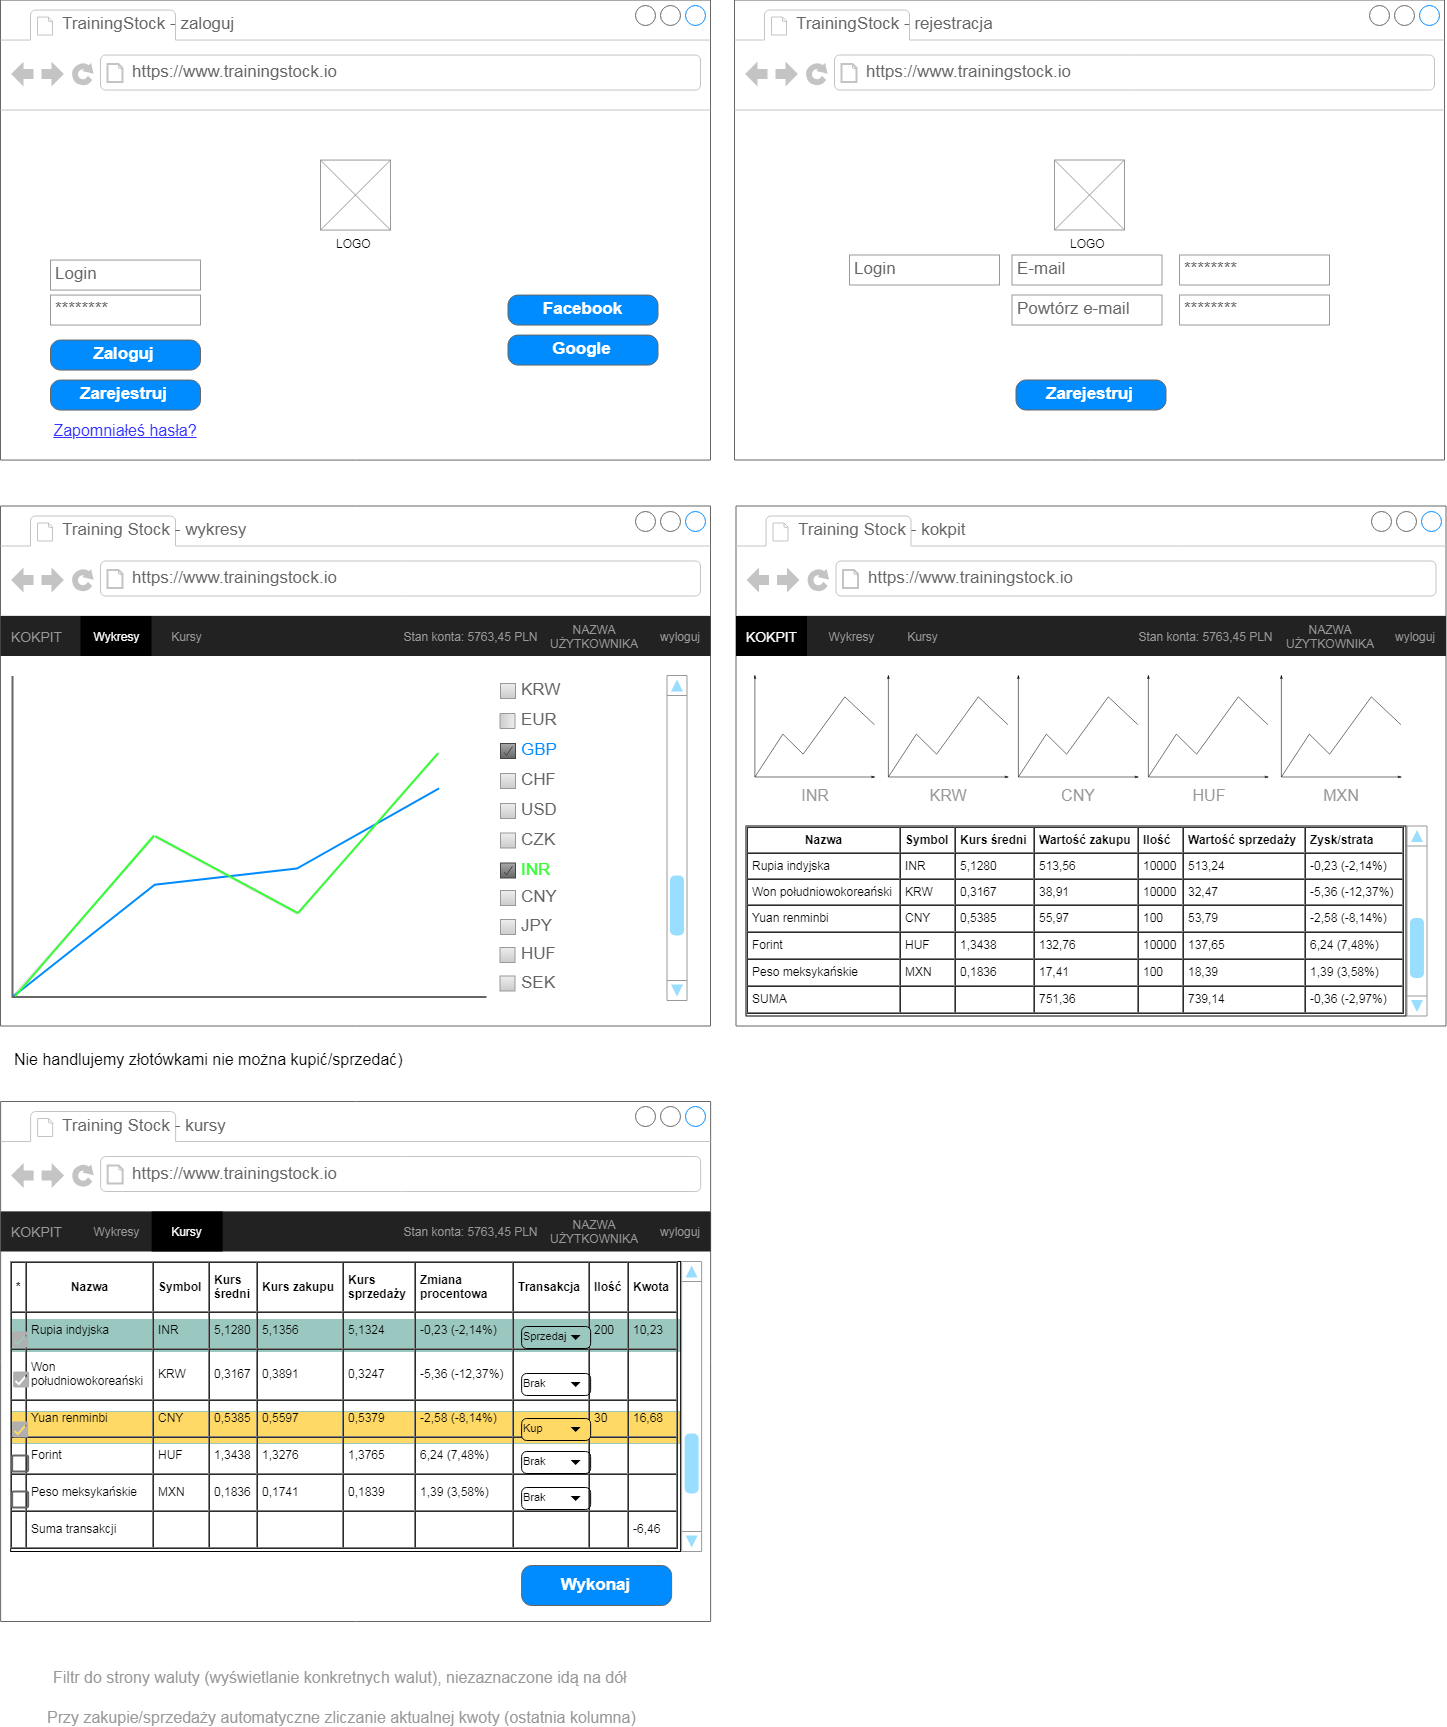 TrainingStock - zaloguj
https://www.trainingstock.io
LOGO
Login
********
Zaloguj
Zarejestruj
Zapomniałeś hasła?
Facebook
Google
TrainingStock - rejestracja
https://www.trainingstock.io
LOGO
Login
E-mail
********
Powtórz e-mail
********
Zarejestruj
Training Stock - wykresy
https://www.trainingstock.io
KOKPIT Wykresy Kursy Stan konta: 5763,45 PLN NAZWA UŻYTKOWNIKA wyloguj
KRW
EUR
GBP
CHF
USD
CZK
INR
CNY
JPY
HUF
SEK
Training Stock - kokpit
https://www.trainingstock.io
KOKPIT Wykresy Kursy Stan konta: 5763,45 PLN NAZWA UŻYTKOWNIKA wyloguj
INR KRW CNY HUF MXN
Nazwa Symbol Kurs średni Wartość zakupu Ilość Wartość sprzedaży Zysk/strata
Rupia indyjska INR 5,1280 513,56 10000 513,24 -0,23 (-2,14%)
Won południowokoreański KRW 0,3167 38,91 10000 32,47 -5,36 (-12,37%)
Yuan renminbi CNY 0,5385 55,97 100 53,79 -2,58 (-8,14%)
Forint HUF 1,3438 132,76 10000 137,65 6,24 (7,48%)
Peso meksykańskie MXN 0,1836 17,41 100 18,39 1,39 (3,58%)
SUMA 751,36 739,14 -0,36 (-2,97%)
Nie handlujemy złotówkami nie można kupić/sprzedać)
Training Stock - kursy
https://www.trainingstock.io
KOKPIT Wykresy Kursy Stan konta: 5763,45 PLN NAZWA UŻYTKOWNIKA wyloguj
* Nazwa Symbol Kurs średni Kurs zakupu Kurs sprzedaży Zmiana procentowa Transakcja Ilość Kwota
Rupia indyjska INR 5,1280 5,1356 5,1324 -0,23 (-2,14%) Sprzedaj 200 10,23
Won południowokoreański KRW 0,3167 0,3891 0,3247 -5,36 (-12,37%) Brak
Yuan renminbi CNY 0,5385 0,5597 0,5379 -2,58 (-8,14%) Kup 30 16,68
Forint HUF 1,3438 1,3276 1,3765 6,24 (7,48%) Brak
Peso meksykańskie MXN 0,1836 0,1741 0,1839 1,39 (3,58%) Brak
Suma transakcji -6,46
Wykonaj
Filtr do strony waluty (wyświetlanie konkretnych walut), niezaznaczone idą na dół
Przy zakupie/sprzedaży automatyczne zliczanie aktualnej kwoty (ostatnia kolumna)